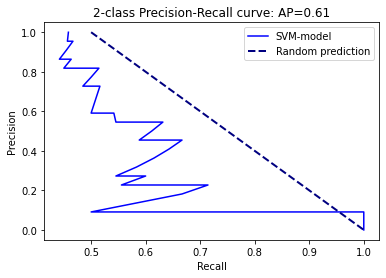 2-class Precision-Recall curve: AP=0.61
SVM-model
Random prediction
Precision
1.0
0.8
0.6
0.4
0.2
0.0
0.5
0.6
0.7
0.8
0.9
1.0
Recall